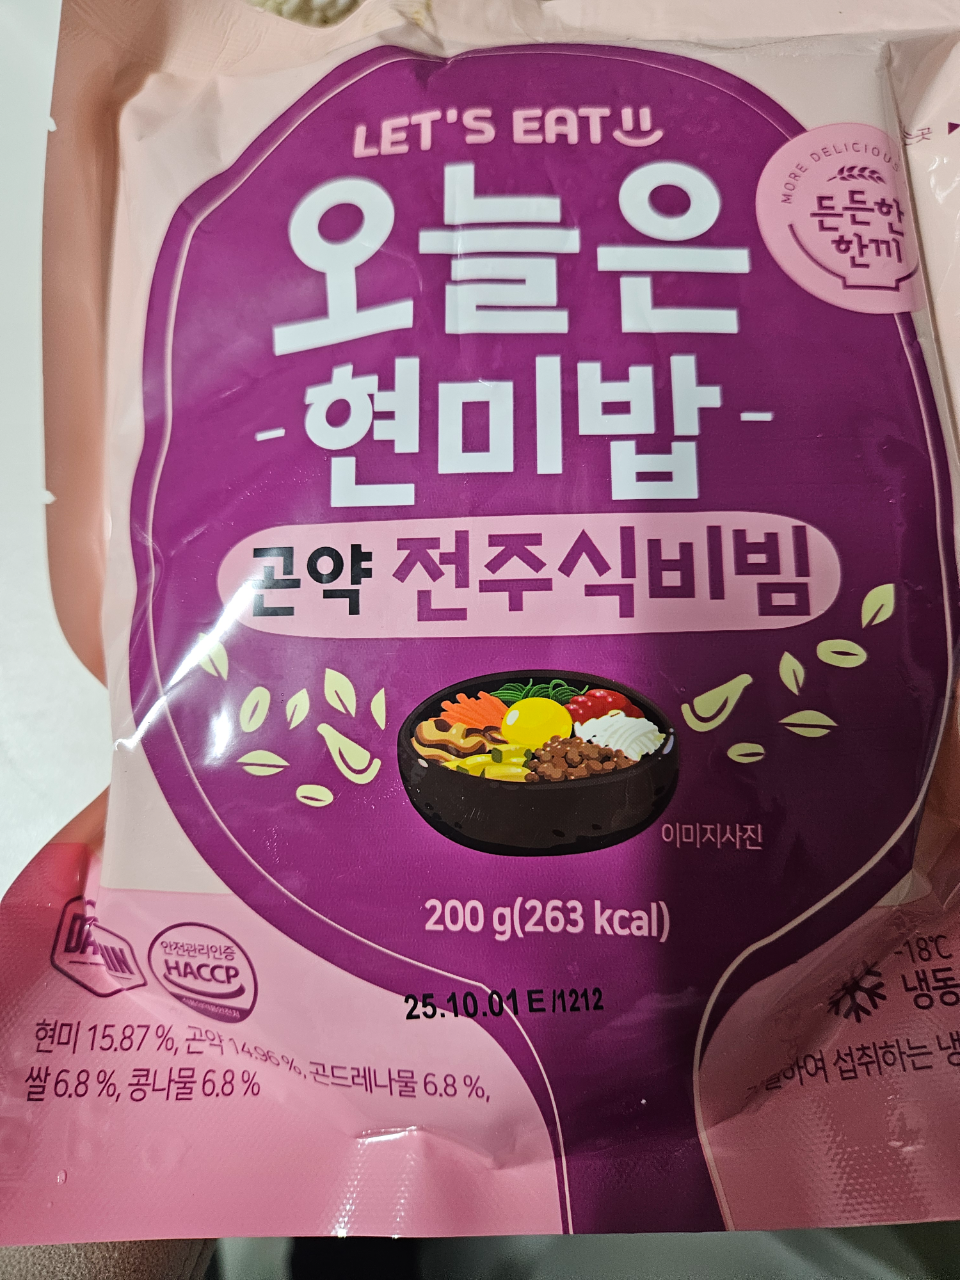 LET'S EAT
오늘은
-현미밥-
MORE DELICIOUS
든든한
한끼
곤약 전주식비빔
이미지사진
200 g(263 kcal)
25.10.01 E /1212
안전관리인증
HACCP
-18℃
냉동
현미 15.87 %, 곤약 14.96 %, 곤드레나물 6.8 %,
쌀 6.8 %, 콩나물 6.8 %
섭취하는